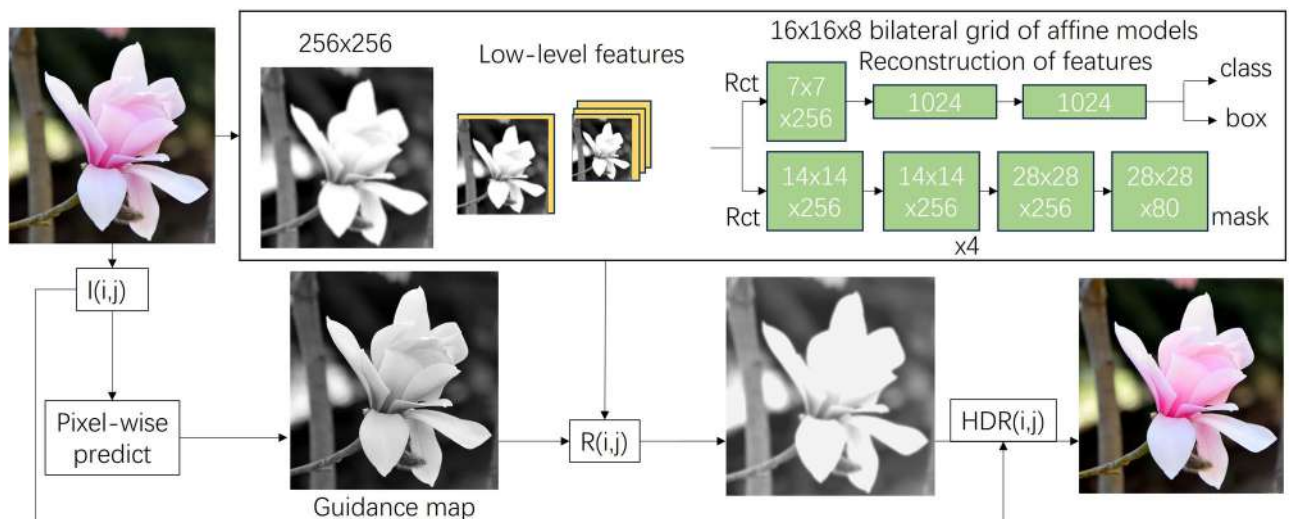 256x256
Low-level features
16x16x8 bilateral grid of affine models
Reconstruction of features
Rct
7x7
x256
1024
1024
class
box
Rct
14x14
x256
14x14
x256
28x28
x256
28x28
x80
mask
x4
I(i,j)
Pixel-wise
predict
Guidance map
R(i,j)
HDR(i,j)